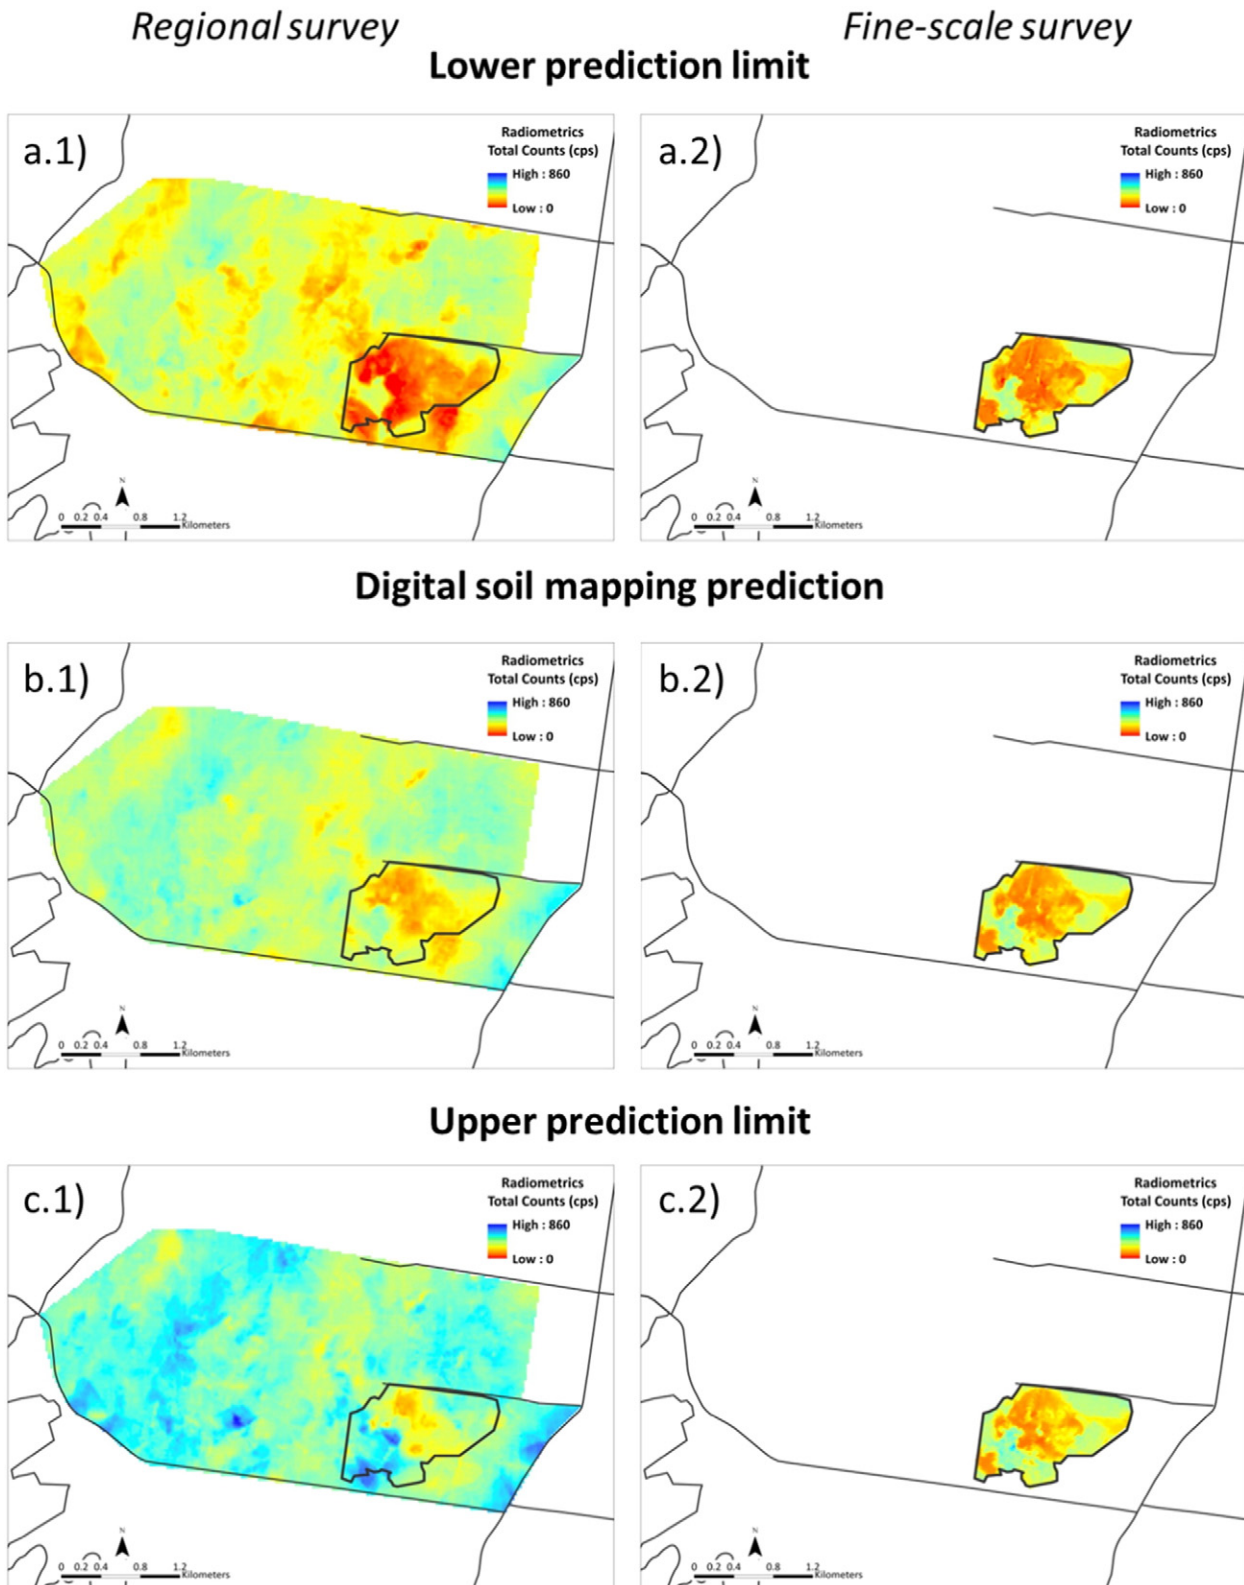 Regional survey
Fine-scale survey
Lower prediction limit
a.1)
Radiometrics
Total Counts (cps)
High : 860
Low : 0
N
0 0.2 0.4 0.8 1.2
Kilometers
a.2)
Radiometrics
Total Counts (cps)
High : 860
Low : 0
N
0 0.2 0.4 0.8 1.2
Kilometers
Digital soil mapping prediction
b.1)
Radiometrics
Total Counts (cps)
High : 860
Low : 0
N
0 0.2 0.4 0.8 1.2
Kilometers
b.2)
Radiometrics
Total Counts (cps)
High : 860
Low : 0
N
0 0.2 0.4 0.8 1.2
Kilometers
Upper prediction limit
c.1)
Radiometrics
Total Counts (cps)
High : 860
Low : 0
N
0 0.2 0.4 0.8 1.2
Kilometers
c.2)
Radiometrics
Total Counts (cps)
High : 860
Low : 0
N
0 0.2 0.4 0.8 1.2
Kilometers